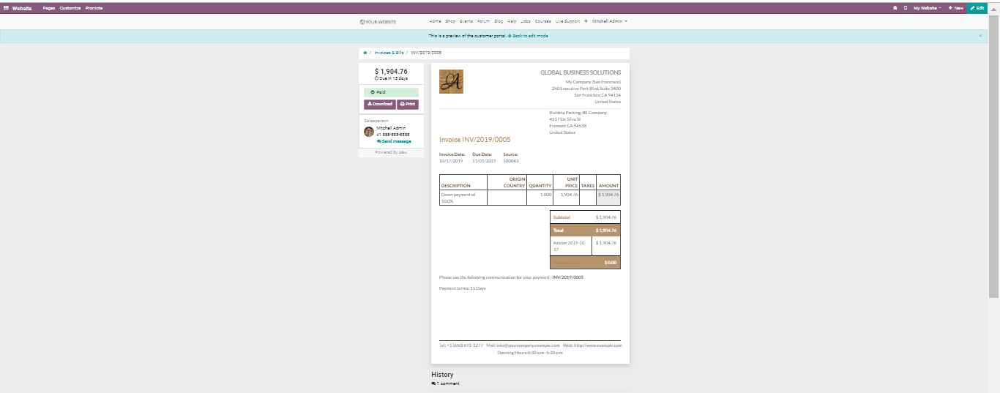 Website Pages Customize Promote My Website + New Edit
YOUR WEBSITE Home Shop Events Forum Blog Help Jobs Courses Live Support + Mitchell Admin
This is a preview of the customer portal. → Back to edit mode ×
/ Invoices & Bills / INV/2019/0005
$ 1,904.76
Due in 15 days
Paid
Download Print
Salesperson
Mitchell Admin
+1 555-555-5555
Send message
Powered by odoo
GLOBAL BUSINESS SOLUTIONS
My Company (San Francisco)
250 Executive Park Blvd, Suite 3400
San Francisco CA 94134
United States
Rishbha Packing, BE Company
4557 De Silva St
Fremont CA 94538
United States
Invoice INV/2019/0005
Invoice Date: Due Date: Source:
10/17/2019 11/01/2019 S00043
DESCRIPTION ORIGIN COUNTRY QUANTITY UNIT PRICE TAXES AMOUNT
Down payment of 1.000 1,904.76 $ 1,904.76
10.0%
Subtotal $ 1,904.76
Total $ 1,904.76
Paid on 2019-10- $ 1,904.76
17
$ 0.00
Please use the following communication for your payment : INV/2019/0005
Payment terms: 15 Days
Tel: +1 (650) 691-3277 Mail: info@yourcompany.example.com Web: http://www.example.com
Opening Hours:8:30 a.m- 5:30 p.m
History
1 comment